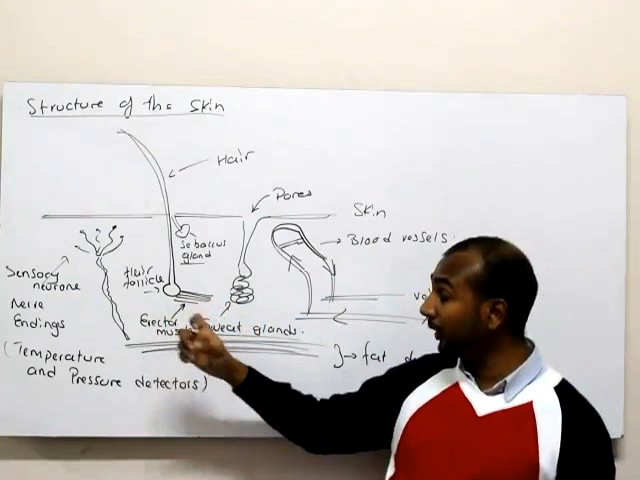 Structure of the Skin
Hair
Pores
Skin
Sebacus
gland
Blood vessels.
Sensory
neurone
Hair
follicle
Nerve
Endings
Erector
sweat glands.
fat
(Temperature
and Pressure detectors)